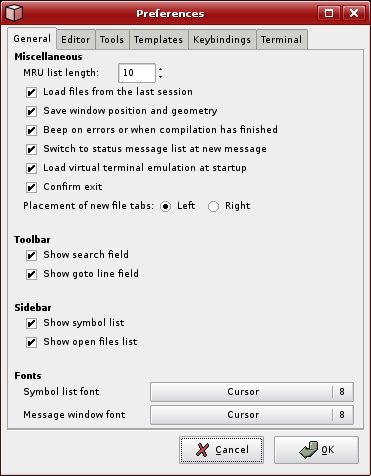 Preferences
General Editor Tools Templates Keybindings Terminal
Miscellaneous
MRU list length: 10
Load files from the last session
Save window position and geometry
Beep on errors or when compilation has finished
Switch to status message list at new message
Load virtual terminal emulation at startup
Confirm exit
Placement of new file tabs: Left Right
Toolbar
Show search field
Show goto line field
Sidebar
Show symbol list
Show open files list
Fonts
Symbol list font Cursor 8
Message window font Cursor 8
Cancel OK